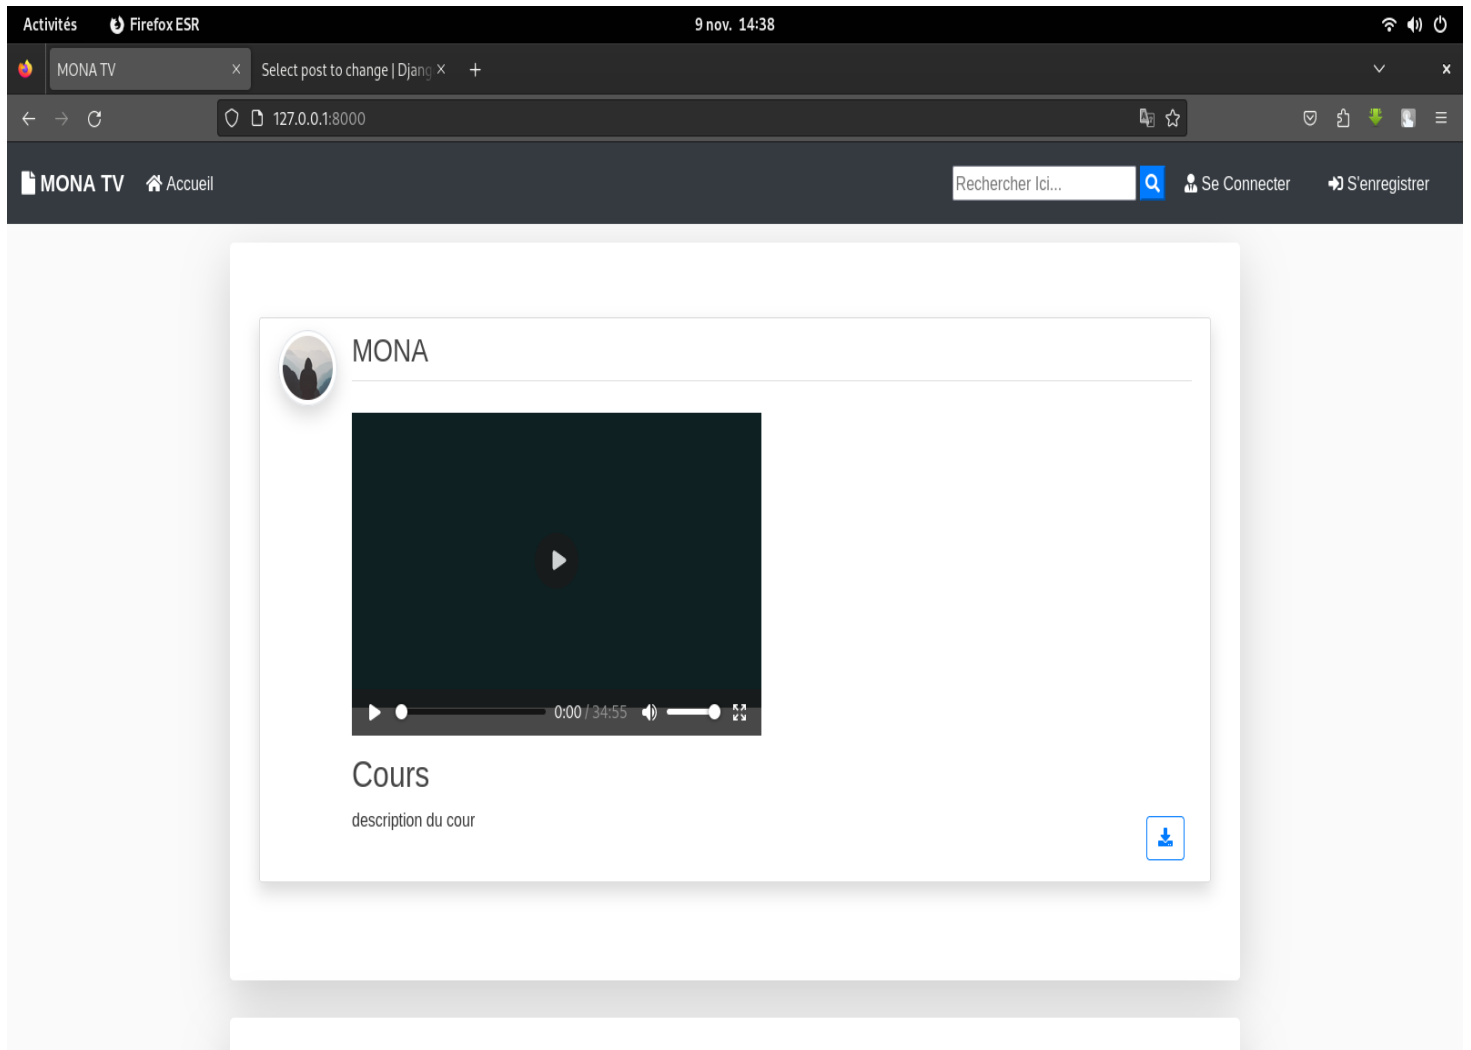 Activités Firefox ESR 9 nov. 14:38
MONA TV × Select post to change | Djang × +
127.0.0.1:8000
MONA TV Accueil Rechercher Ici... Se Connecter S'enregistrer
MONA
0:00 / 34:55
Cours
description du cour